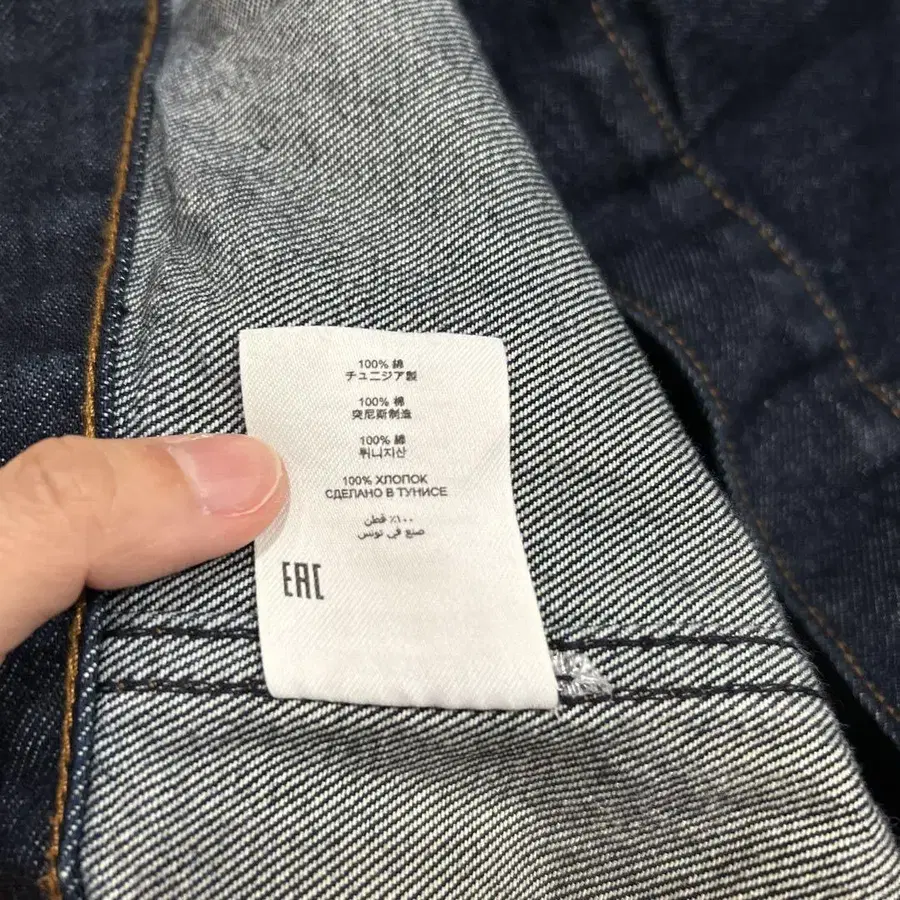 100% 綿
チュニジア製
100% 棉
突尼斯制造
100% 綿
튀니지산
100% ХЛОПОК
СДЕЛАНО В ТУНИСЕ
٪١٠٠ قطن
صنع في تونس
EAC